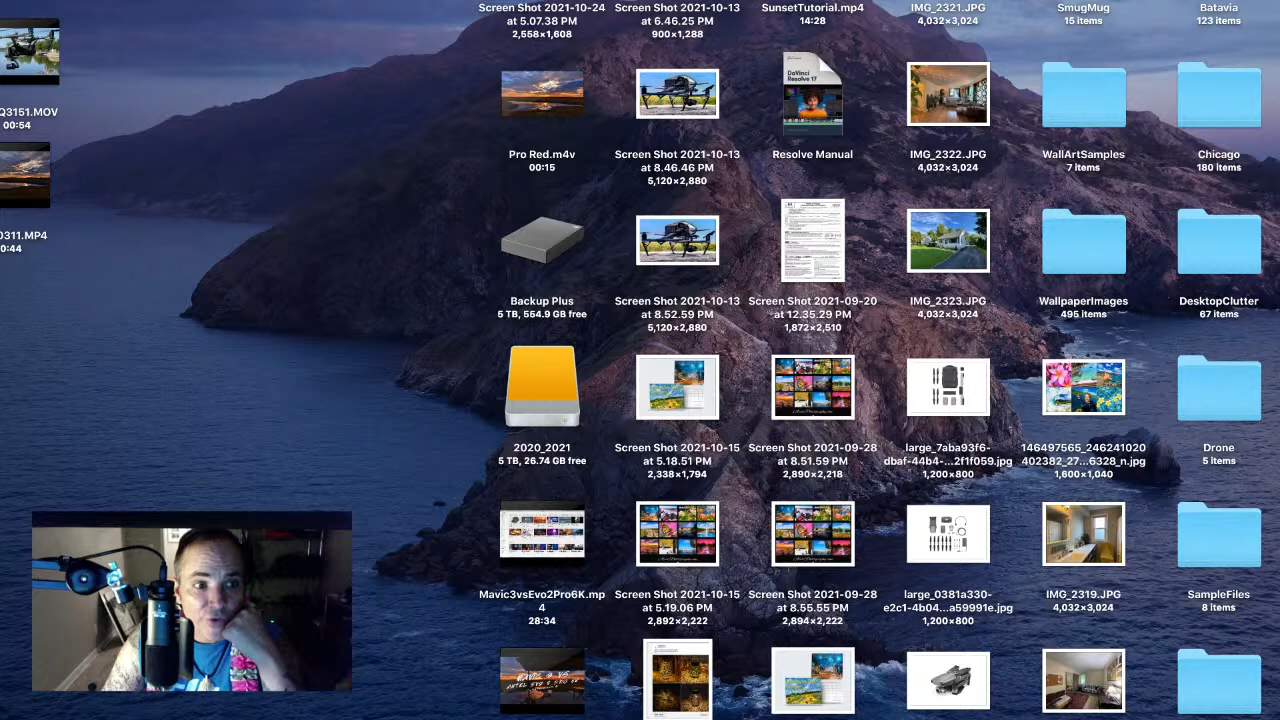 Screen Shot 2021-10-24
at 5.07.38 PM
2,558×1,608
Screen Shot 2021-10-13
at 6.46.25 PM
900×1,288
SunsetTutorial.mp4
14:28
IMG_2321.JPG
4,032×3,024
SmugMug
15 items
Batavia
123 items
3151.MOV
00:54
Pro Red.m4v
00:15
Screen Shot 2021-10-13
at 8.46.46 PM
5,120×2,880
DaVinci
Resolve 17
Resolve Manual
IMG_2322.JPG
4,032×3,024
WallArtSamples
7 items
Chicago
180 items
0311.MP4
0:44
Backup Plus
5 TB, 554.9 GB free
Screen Shot 2021-10-13
at 8.52.59 PM
5,120×2,880
Screen Shot 2021-09-20
at 12.35.29 PM
1,872×2,510
IMG_2323.JPG
4,032×3,024
WallpaperImages
495 items
DesktopClutter
67 items
2020_2021
5 TB, 26.74 GB free
Screen Shot 2021-10-15
at 5.18.51 PM
2,338×1,794
Screen Shot 2021-09-28
at 8.51.59 PM
2,890×2,218
large_7aba93f6-
dbaf-44b4-...2f1f059.jpg
1,200×800
146497565_246241020
402382_27...6328_n.jpg
1,600×1,040
Drone
5 items
Mavic3vsEvo2Pro6K.mp
4
28:34
Screen Shot 2021-10-15
at 5.19.06 PM
2,892×2,222
Screen Shot 2021-09-28
at 8.55.55 PM
2,894×2,222
large_0381a330-
e2c1-4b04...a59991e.jpg
1,200×800
IMG_2319.JPG
4,032×3,024
SampleFiles
8 items